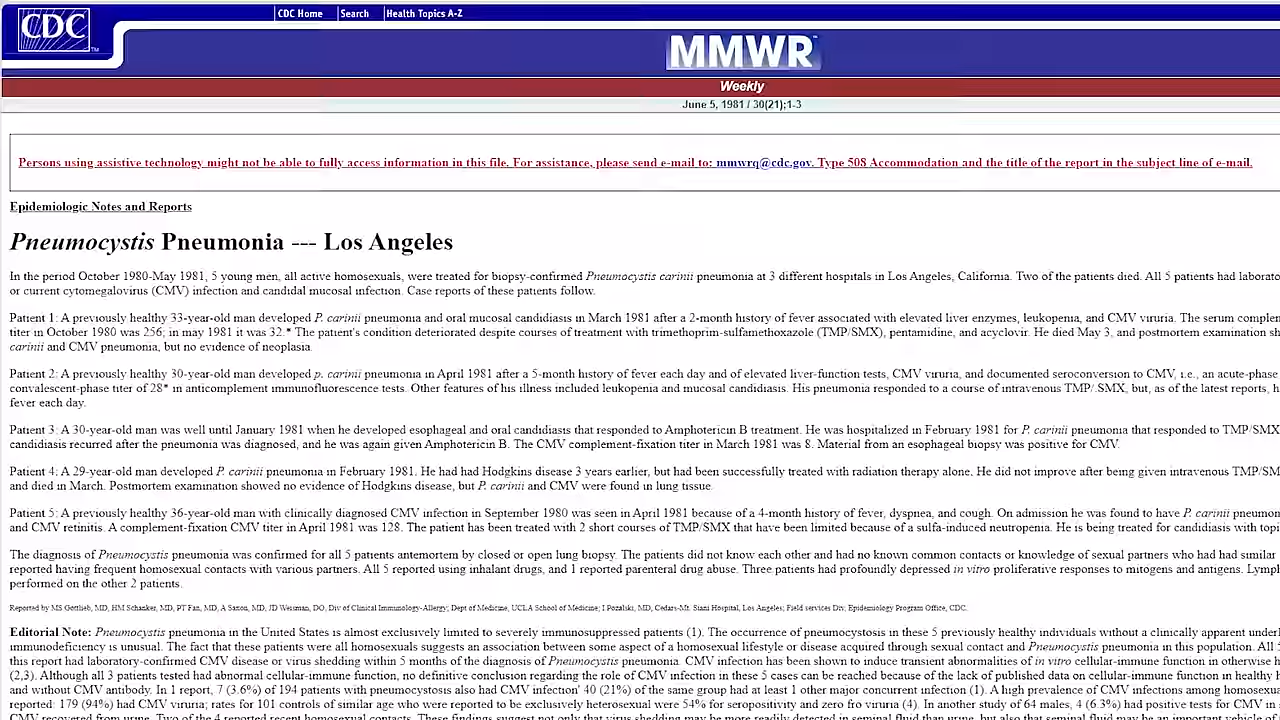 CDC TM
CDC Home Search Health Topics A-Z
MMWR™
Weekly
June 5, 1981 / 30(21);1-3
Persons using assistive technology might not be able to fully access information in this file. For assistance, please send e-mail to: mmwrq@cdc.gov. Type 508 Accommodation and the title of the report in the subject line of e-mail.
Epidemiologic Notes and Reports
Pneumocystis Pneumonia --- Los Angeles
In the period October 1980-May 1981, 5 young men, all active homosexuals, were treated for biopsy-confirmed Pneumocystis carinii pneumonia at 3 different hospitals in Los Angeles, California. Two of the patients died. All 5 patients had laborato
or current cytomegalovirus (CMV) infection and candidal mucosal infection. Case reports of these patients follow.
Patient 1: A previously healthy 33-year-old man developed P. carinii pneumonia and oral mucosal candidiasis in March 1981 after a 2-month history of fever associated with elevated liver enzymes, leukopenia, and CMV viruria. The serum complem
titer in October 1980 was 256; in may 1981 it was 32.* The patient's condition deteriorated despite courses of treatment with trimethoprim-sulfamethoxazole (TMP/SMX), pentamidine, and acyclovir. He died May 3, and postmortem examination sh
carinii and CMV pneumonia, but no evidence of neoplasia.
Patient 2: A previously healthy 30-year-old man developed p. carinii pneumonia in April 1981 after a 5-month history of fever each day and of elevated liver-function tests, CMV viruria, and documented seroconversion to CMV, i.e., an acute-phase
convalescent-phase titer of 28* in anticomplement immunofluorescence tests. Other features of his illness included leukopenia and mucosal candidiasis. His pneumonia responded to a course of intravenous TMP/.SMX, but, as of the latest reports, h
fever each day.
Patient 3: A 30-year-old man was well until January 1981 when he developed esophageal and oral candidiasis that responded to Amphotericin B treatment. He was hospitalized in February 1981 for P. carinii pneumonia that responded to TMP/SMX
candidiasis recurred after the pneumonia was diagnosed, and he was again given Amphotericin B. The CMV complement-fixation titer in March 1981 was 8. Material from an esophageal biopsy was positive for CMV.
Patient 4: A 29-year-old man developed P. carinii pneumonia in February 1981. He had had Hodgkins disease 3 years earlier, but had been successfully treated with radiation therapy alone. He did not improve after being given intravenous TMP/SM
and died in March. Postmortem examination showed no evidence of Hodgkins disease, but P. carinii and CMV were found in lung tissue.
Patient 5: A previously healthy 36-year-old man with clinically diagnosed CMV infection in September 1980 was seen in April 1981 because of a 4-month history of fever, dyspnea, and cough. On admission he was found to have P. carinii pneumon
and CMV retinitis. A complement-fixation CMV titer in April 1981 was 128. The patient has been treated with 2 short courses of TMP/SMX that have been limited because of a sulfa-induced neutropenia. He is being treated for candidiasis with topi
The diagnosis of Pneumocystis pneumonia was confirmed for all 5 patients antemortem by closed or open lung biopsy. The patients did not know each other and had no known common contacts or knowledge of sexual partners who had had similar
reported having frequent homosexual contacts with various partners. All 5 reported using inhalant drugs, and 1 reported parenteral drug abuse. Three patients had profoundly depressed in vitro proliferative responses to mitogens and antigens. Lymph
performed on the other 2 patients.
Reported by MS Gottlieb, MD, HM Schanker, MD, PT Fan, MD, A Saxon, MD, JD Weisman, DO, Div of Clinical Immunology-Allergy; Dept of Medicine, UCLA School of Medicine; I Pozalski, MD, Cedars-Mt. Siani Hospital, Los Angeles; Field services Div, Epidemiology Program Office, CDC.
Editorial Note: Pneumocystis pneumonia in the United States is almost exclusively limited to severely immunosuppressed patients (1). The occurrence of pneumocystosis in these 5 previously healthy individuals without a clinically apparent underl
immunodeficiency is unusual. The fact that these patients were all homosexuals suggests an association between some aspect of a homosexual lifestyle or disease acquired through sexual contact and Pneumocystis pneumonia in this population. All 5
this report had laboratory-confirmed CMV disease or virus shedding within 5 months of the diagnosis of Pneumocystis pneumonia. CMV infection has been shown to induce transient abnormalities of in vitro cellular-immune function in otherwise h
(2,3). Although all 3 patients tested had abnormal cellular-immune function, no definitive conclusion regarding the role of CMV infection in these 5 cases can be reached because of the lack of published data on cellular-immune function in healthy h
and without CMV antibody. In 1 report, 7 (3.6%) of 194 patients with pneumocystosis also had CMV infection' 40 (21%) of the same group had at least 1 other major concurrent infection (1). A high prevalence of CMV infections among homosexu
reported: 179 (94%) had CMV viruria; rates for 101 controls of similar age who were reported to be exclusively heterosexual were 54% for seropositivity and zero fro viruria (4). In another study of 64 males, 4 (6.3%) had positive tests for CMV in s
CMV recovered from urine. Two of the 4 reported recent homosexual contacts. These findings suggest not only that virus shedding may be more readily detected in seminal fluid than urine, but also that seminal fluid may be an important vehicle o